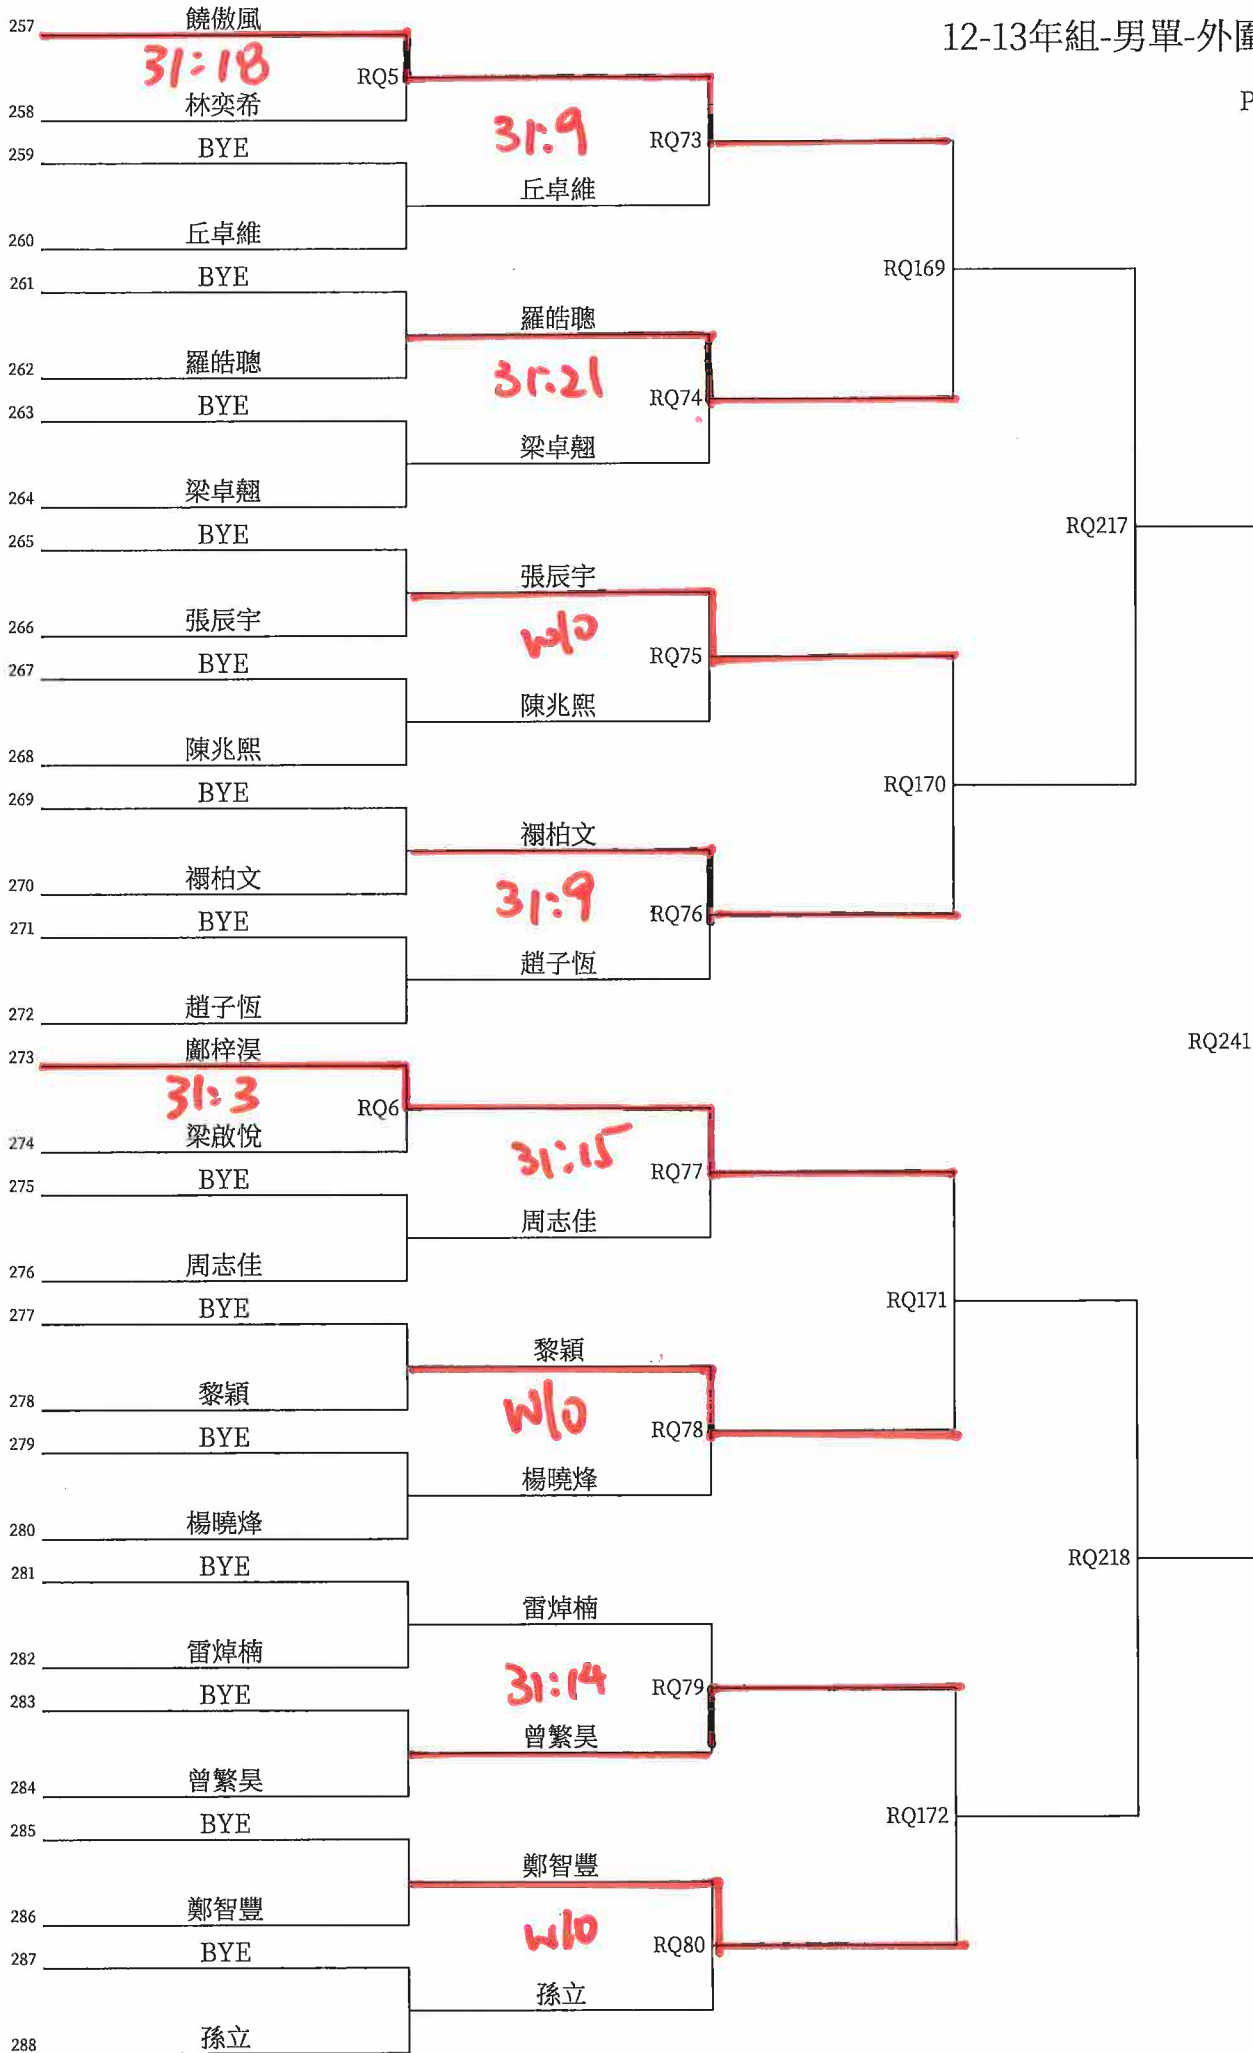 12-13年組-男單-外圍
P
257 饒傲風
31:18
RQ5
258 林奕希
31:9
RQ73
259 BYE
丘卓維
260 丘卓維
261 BYE
RQ169
羅皓聰
262 羅皓聰
31:21
RQ74
263 BYE
梁卓翹
264 梁卓翹
265 BYE
RQ217
張辰宇
266 張辰宇
w/o
RQ75
267 BYE
陳兆熙
268 陳兆熙
269 BYE
RQ170
禤柏文
270 禤柏文
31:9
RQ76
271 BYE
趙子恆
272 趙子恆
273 鄺梓淏
RQ241
31:3
RQ6
274 梁啟悅
31:15
RQ77
275 BYE
周志佳
276 周志佳
277 BYE
RQ171
黎穎
278 黎穎
W/O
RQ78
279 BYE
楊曉烽
280 楊曉烽
281 BYE
RQ218
雷焯楠
282 雷焯楠
31:14
RQ79
283 BYE
曾繁昊
284 曾繁昊
285 BYE
RQ172
鄭智豐
286 鄭智豐
w/o
RQ80
287 BYE
孫立
288 孫立